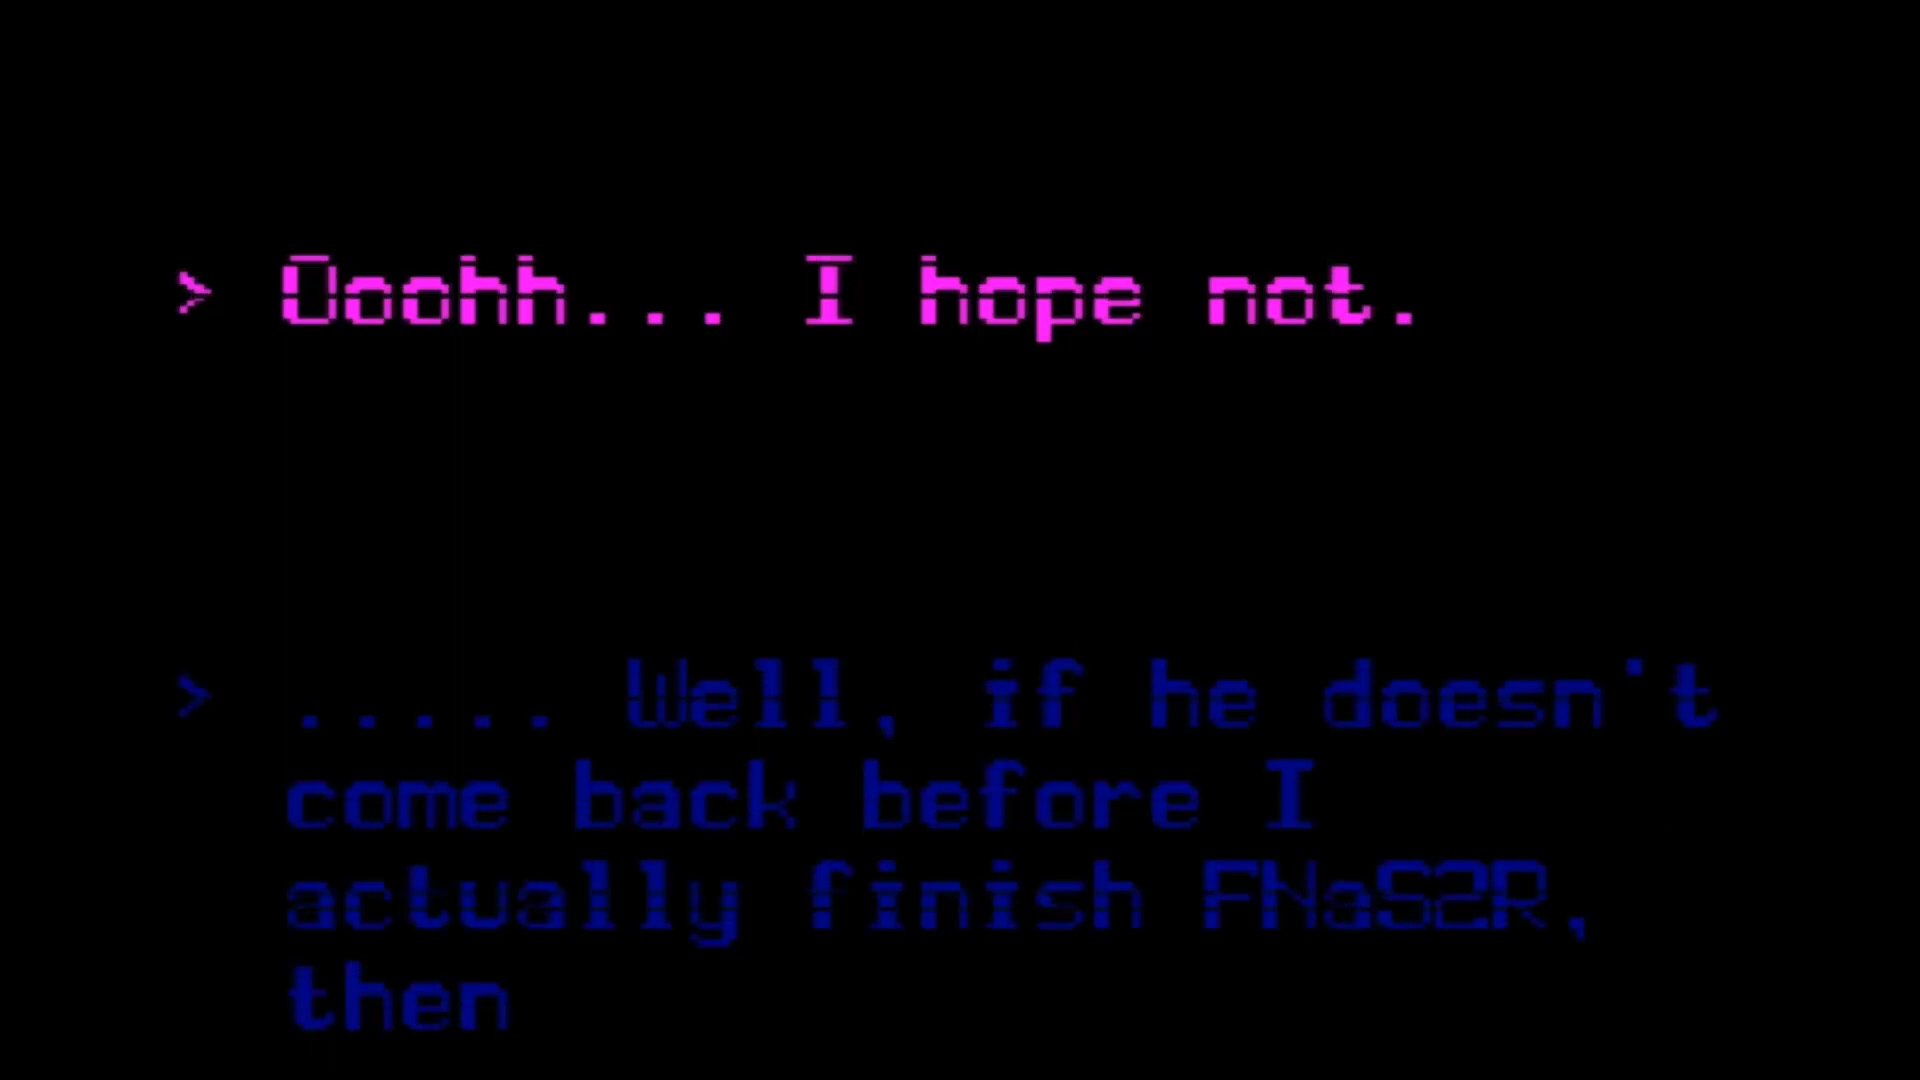 > Ooohh... I hope not.
> ..... Well, if he doesn't
come back before I
actually finish FNaS2R,
then